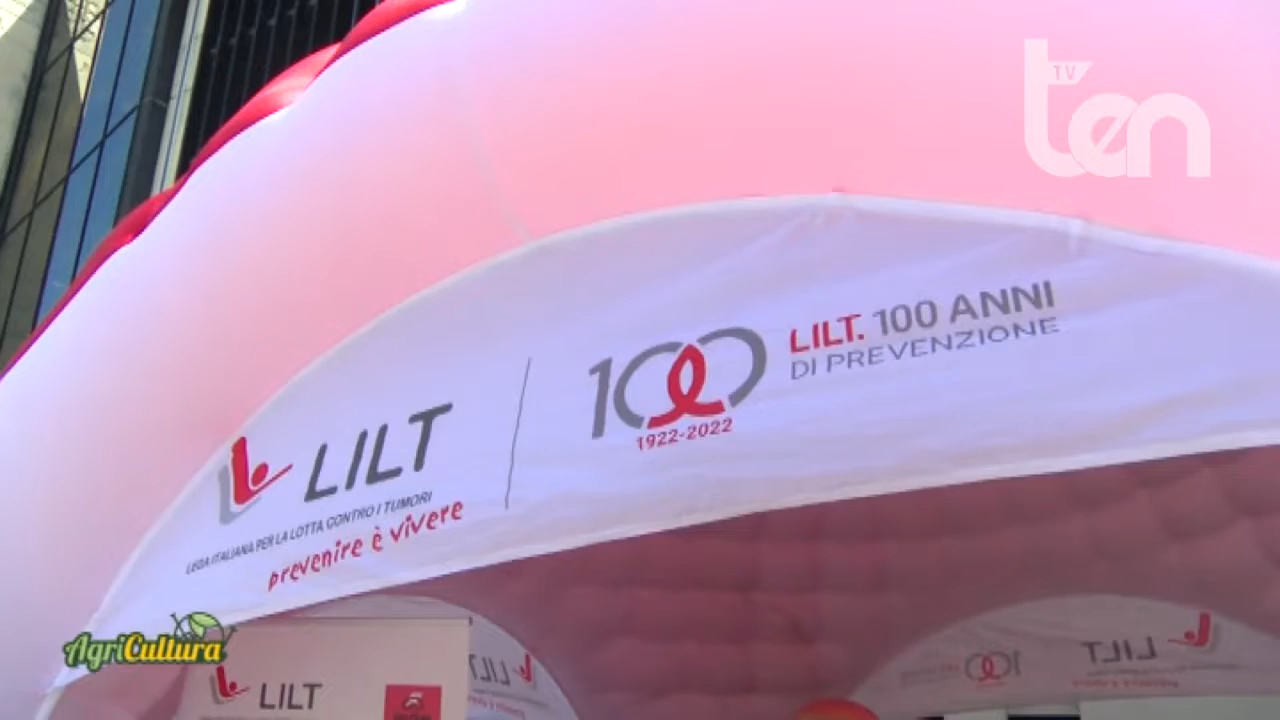 TV
ten
LILT. 100 ANNI
DI PREVENZIONE
100
1922-2022
LILT
LEGA ITALIANA PER LA LOTTA CONTRO I TUMORI
prevenire è vivere
AgriCultura
LILT
LILT
100
LILT